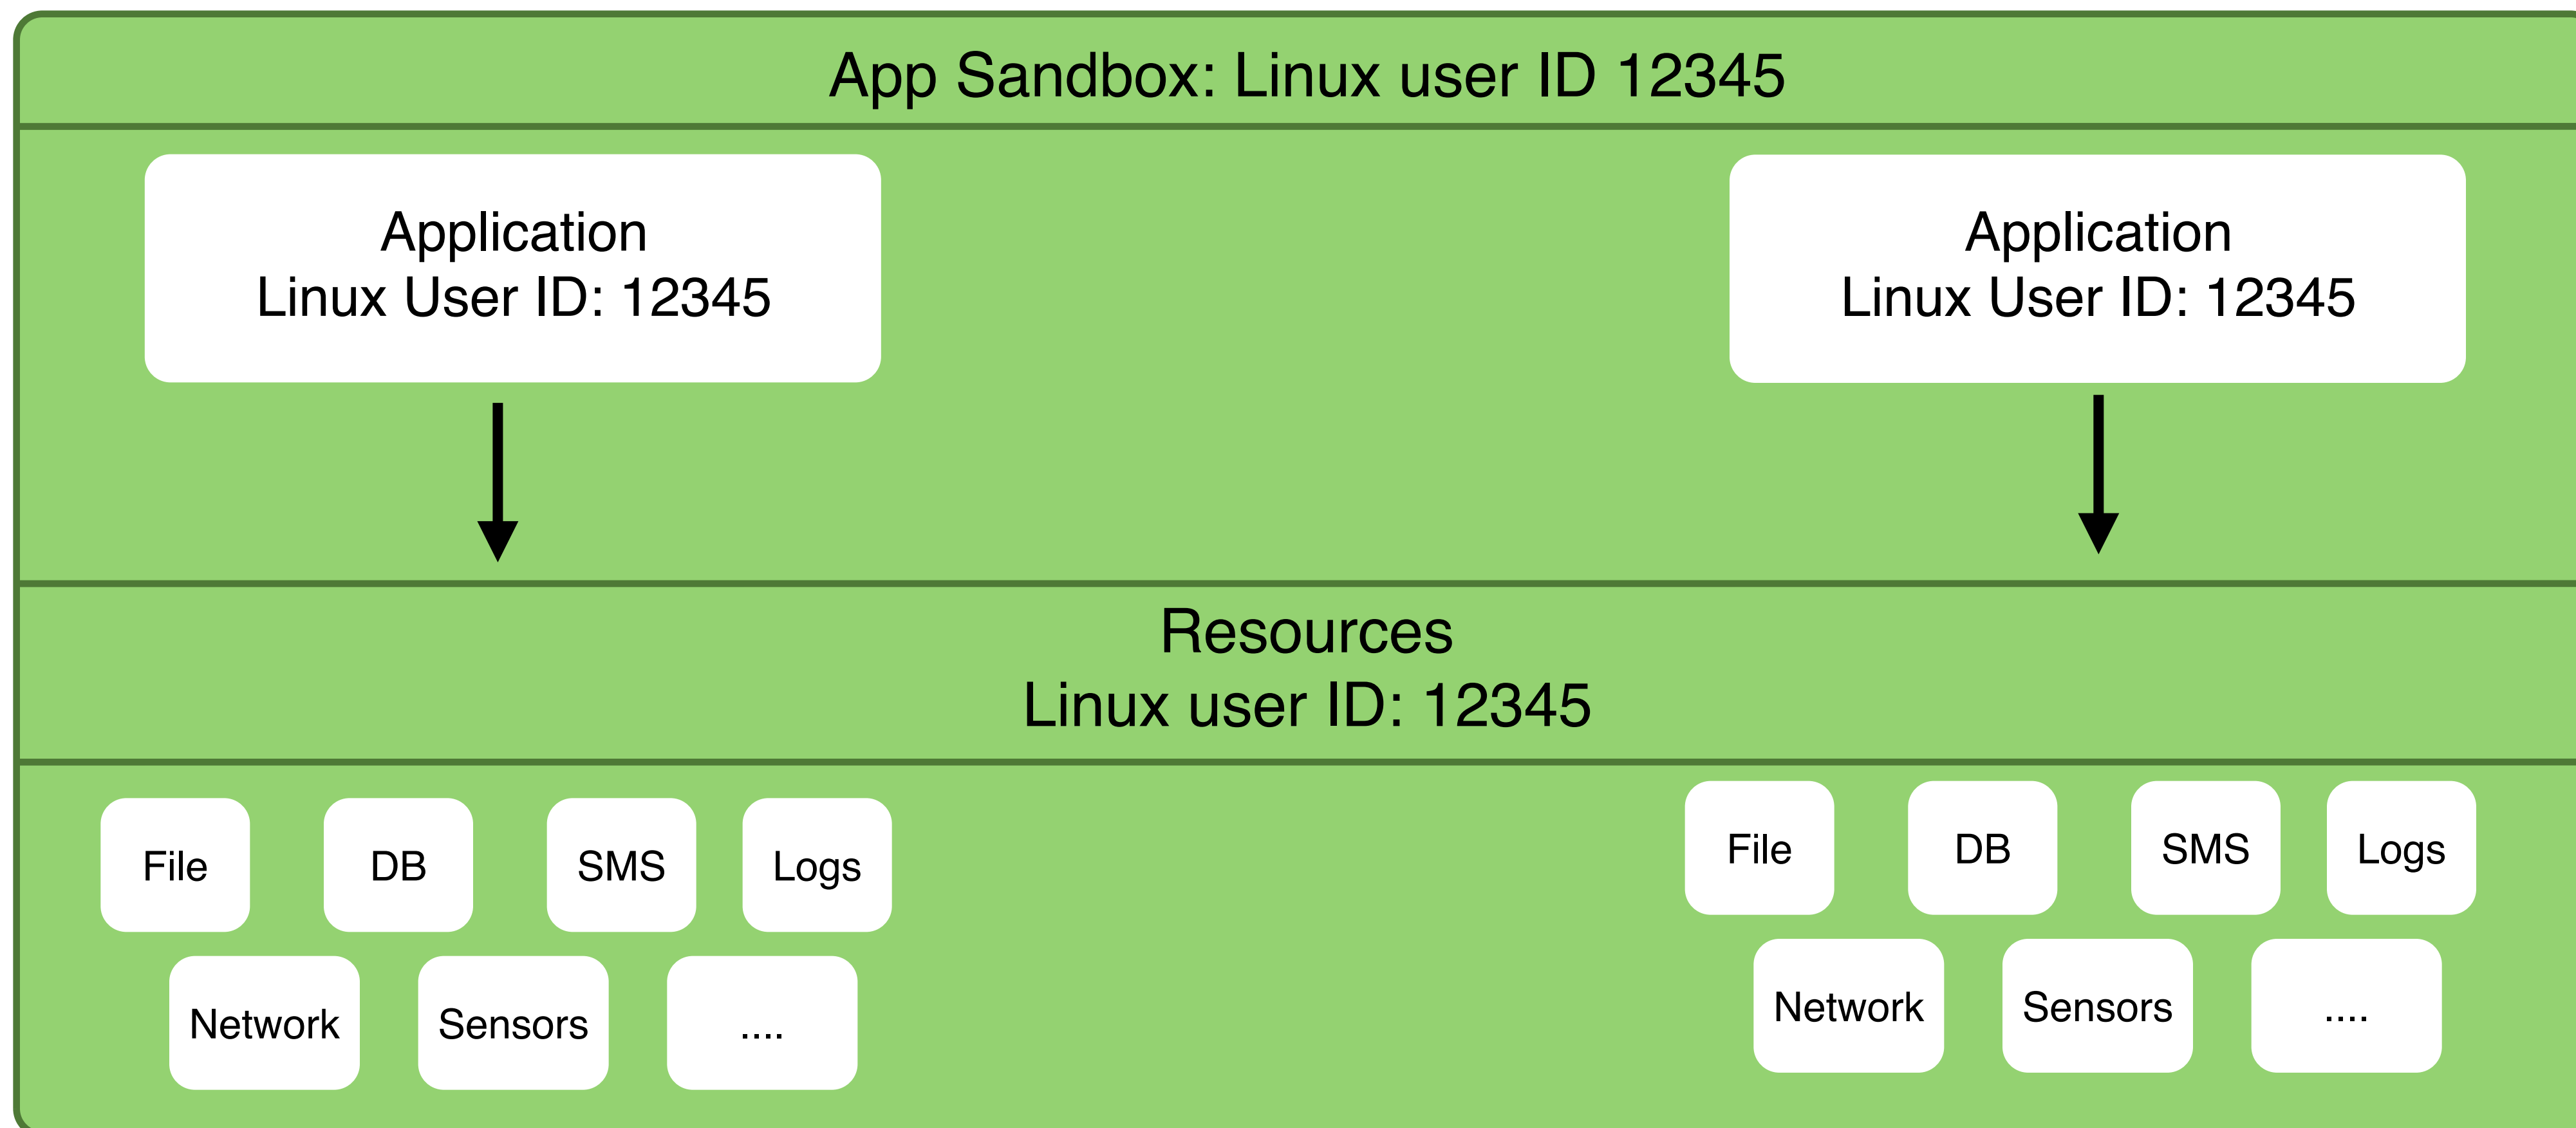 App Sandbox: Linux user ID 12345
Application
Linux User ID: 12345
Application
Linux User ID: 12345
Resources
Linux user ID: 12345
File
DB
SMS
Logs
Network
Sensors
....
File
DB
SMS
Logs
Network
Sensors
....